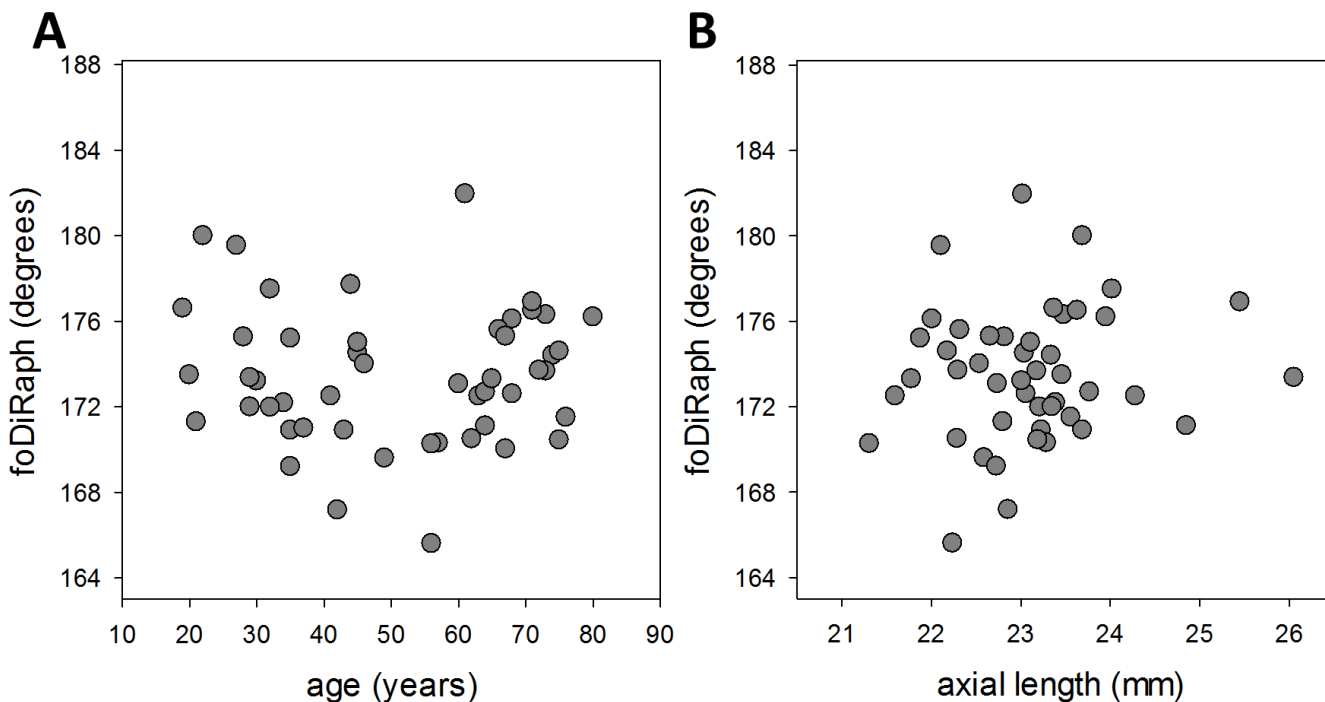 A
188
184
180
176
172
168
164
foDiRaph (degrees)
10 20 30 40 50 60 70 80 90
age (years)
B
188
184
180
176
172
168
164
foDiRaph (degrees)
21 22 23 24 25 26
axial length (mm)